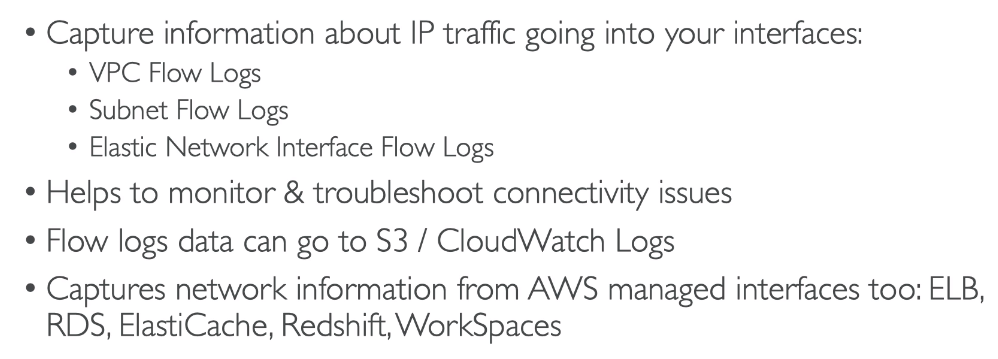 • Capture information about IP traffic going into your interfaces:
• VPC Flow Logs
• Subnet Flow Logs
• Elastic Network Interface Flow Logs
• Helps to monitor & troubleshoot connectivity issues
• Flow logs data can go to S3 / CloudWatch Logs
• Captures network information from AWS managed interfaces too: ELB,
RDS, ElastiCache, Redshift, WorkSpaces